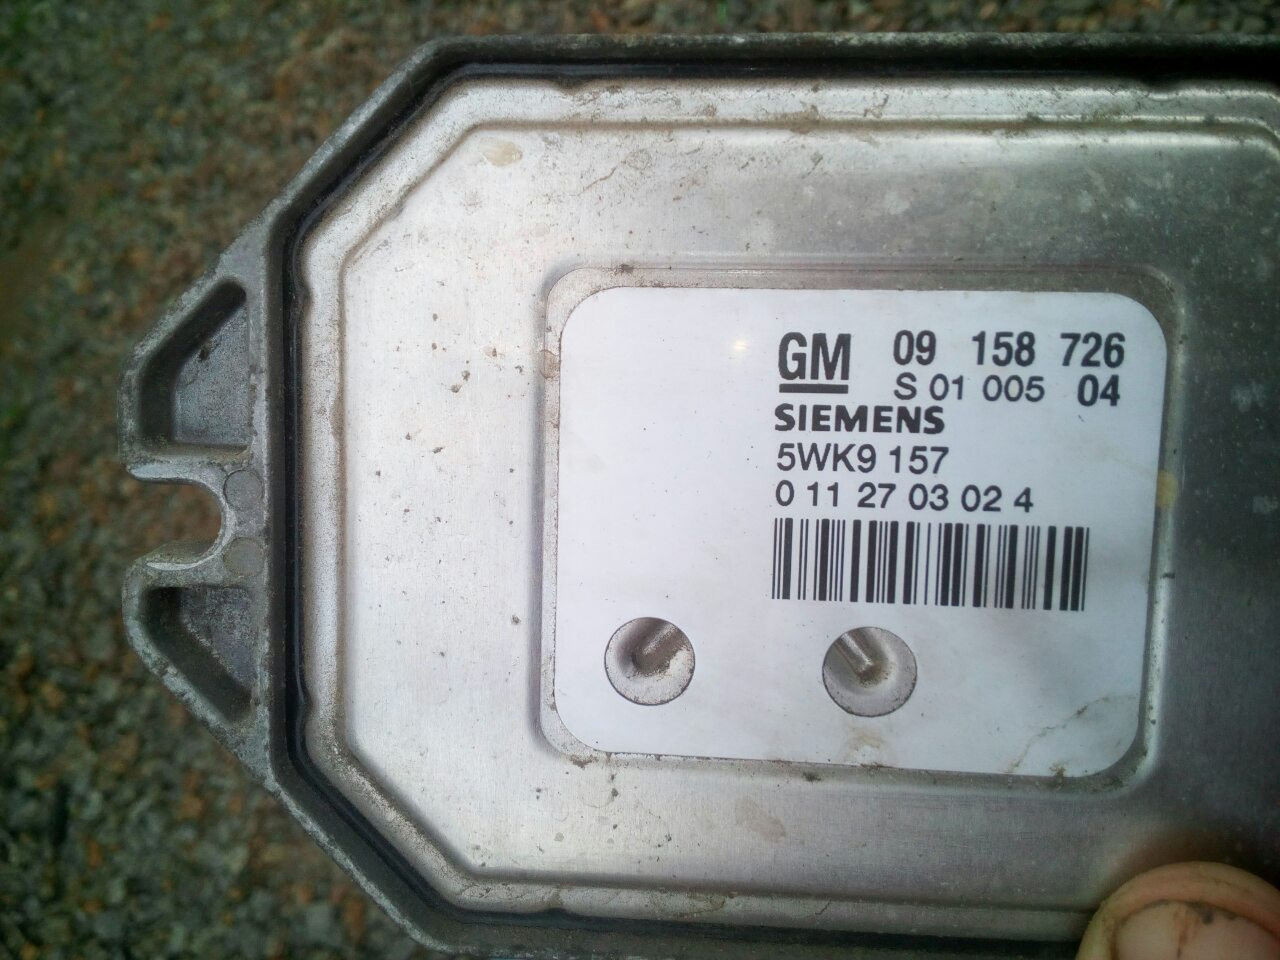 GM 09 158 726
S 01 005 04
SIEMENS
5WK9 157
0 11 27 03 02 4